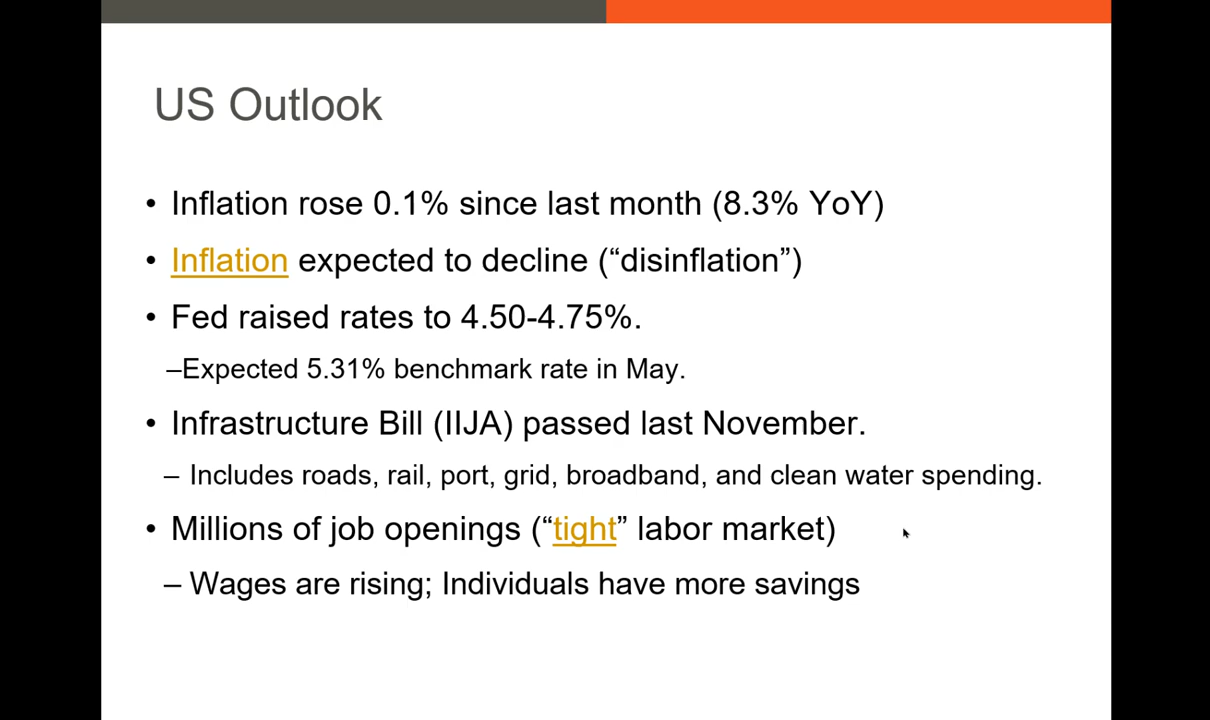 US Outlook
• Inflation rose 0.1% since last month (8.3% YoY)
• Inflation expected to decline (“disinflation”)
• Fed raised rates to 4.50-4.75%.
–Expected 5.31% benchmark rate in May.
• Infrastructure Bill (IIJA) passed last November.
– Includes roads, rail, port, grid, broadband, and clean water spending.
• Millions of job openings (“tight” labor market)
– Wages are rising; Individuals have more savings